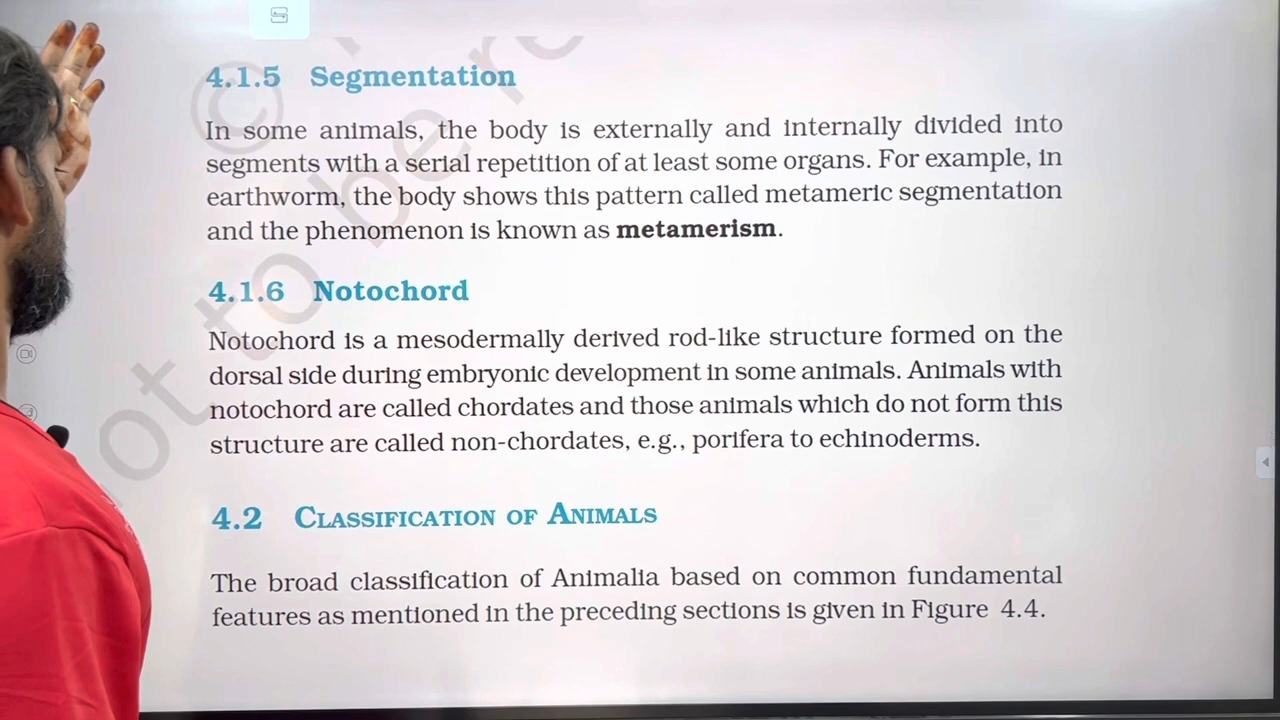 4.1.5 Segmentation
In some animals, the body is externally and internally divided into
segments with a serial repetition of at least some organs. For example, in
earthworm, the body shows this pattern called metameric segmentation
and the phenomenon is known as metamerism.
4.1.6 Notochord
Notochord is a mesodermally derived rod-like structure formed on the
dorsal side during embryonic development in some animals. Animals with
notochord are called chordates and those animals which do not form this
structure are called non-chordates, e.g., porifera to echinoderms.
4.2 CLASSIFICATION OF ANIMALS
The broad classification of Animalia based on common fundamental
features as mentioned in the preceding sections is given in Figure 4.4.
©
not to be re